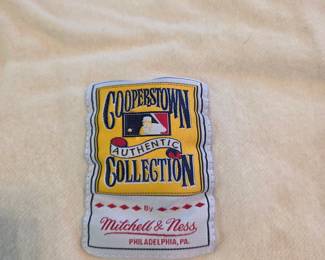 COOPERSTOWN
AUTHENTIC
COLLECTION
By
Mitchell & Ness
PHILADELPHIA, PA.